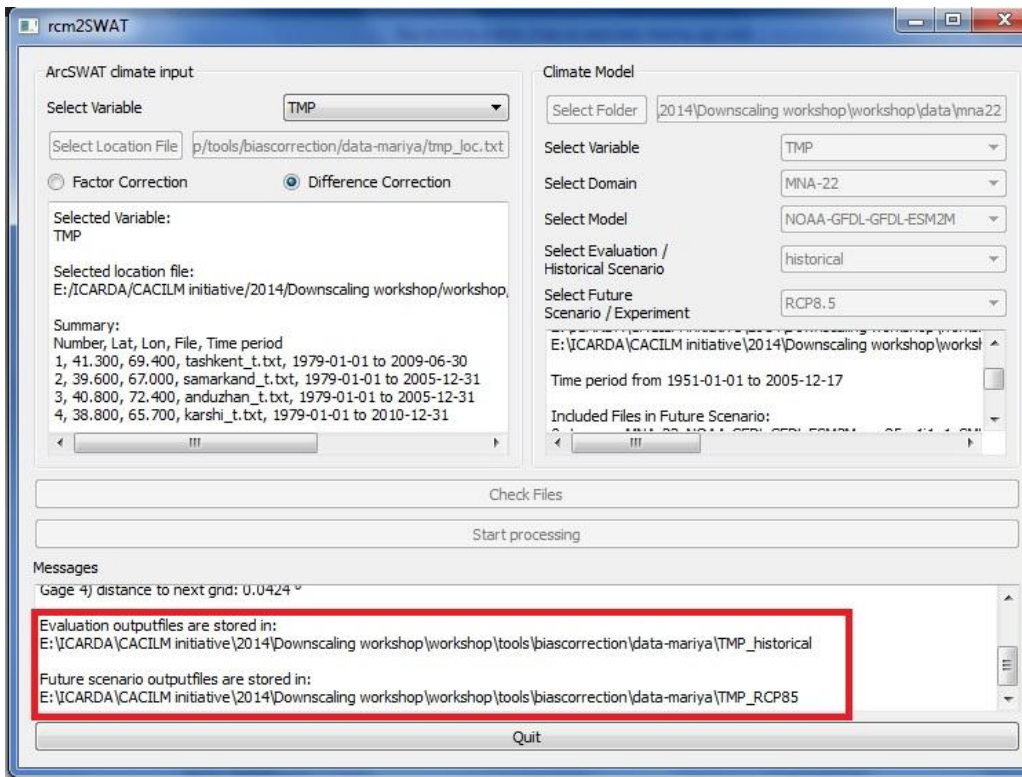 rcm2SWAT
ArcSWAT climate input
Select Variable
TMP
Select Location File
p/tools/biascorrection/data-mariya/tmp_loc.txt
Factor Correction
Difference Correction
Selected Variable:
TMP
Selected location file:
E:/ICARDA/CACILM initiative/2014/Downscaling workshop/workshop,
Summary:
Number, Lat, Lon, File, Time period
1, 41.300, 69.400, tashkent_t.txt, 1979-01-01 to 2009-06-30
2, 39.600, 67.000, samarkand_t.txt, 1979-01-01 to 2005-12-31
3, 40.800, 72.400, anduzhan_t.txt, 1979-01-01 to 2005-12-31
4, 38.800, 65.700, karshi_t.txt, 1979-01-01 to 2010-12-31
Climate Model
Select Folder
2014\Downscaling workshop\workshop\data\mna22
Select Variable
TMP
Select Domain
MNA-22
Select Model
NOAA-GFDL-GFDL-ESM2M
Select Evaluation /
Historical Scenario
historical
Select Future
Scenario / Experiment
RCP8.5
E:\ICARDA\CACILM initiative\2014\Downscaling workshop\worksh
Time period from 1951-01-01 to 2005-12-17
Included Files in Future Scenario:
Check Files
Start processing
Messages
Gage 4) distance to next grid: 0.0424 °
Evaluation outputfiles are stored in:
E:\ICARDA\CACILM initiative\2014\Downscaling workshop\workshop\tools\biascorrection\data-mariya\TMP_historical
Future scenario outputfiles are stored in:
E:\ICARDA\CACILM initiative\2014\Downscaling workshop\workshop\tools\biascorrection\data-mariya\TMP_RCP85
Quit